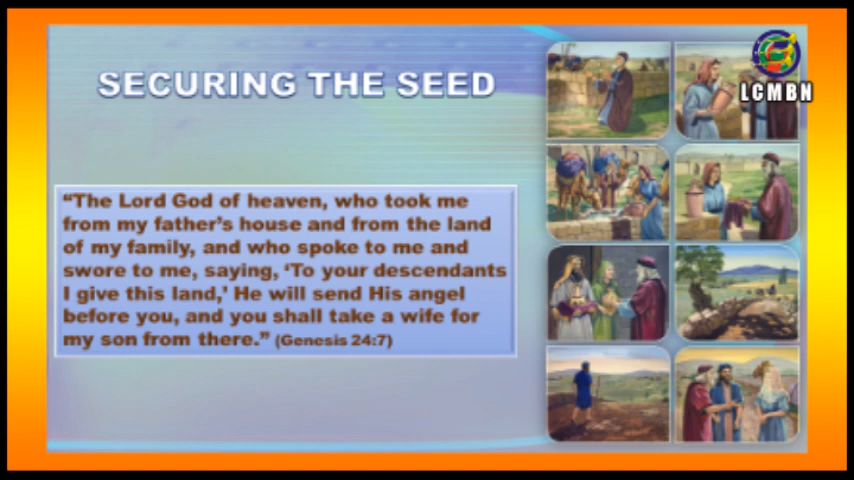 SECURING THE SEED
LCMBN
“The Lord God of heaven, who took me
from my father’s house and from the land
of my family, and who spoke to me and
swore to me, saying, ‘To your descendants
I give this land,’ He will send His angel
before you, and you shall take a wife for
my son from there.” (Genesis 24:7)